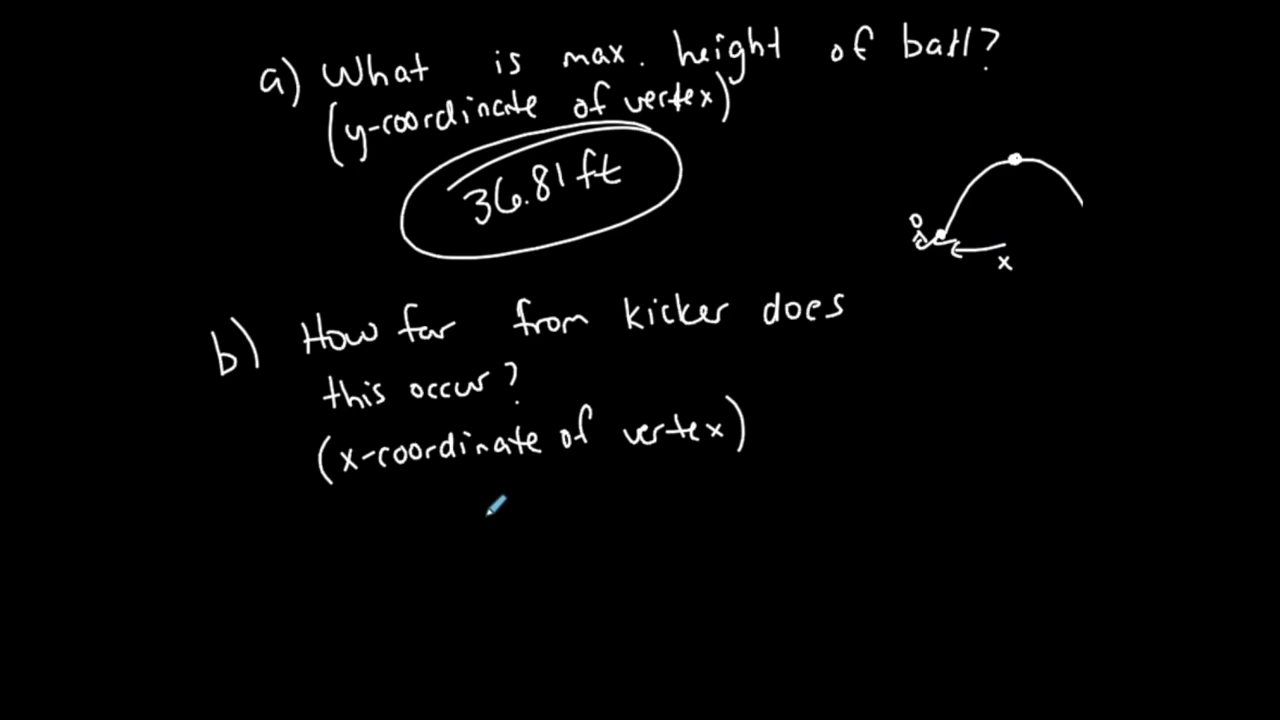 a) What is max. height of ball?
(y-coordinate of vertex)
36.81 ft
x
b) How far from kicker does
this occur?
(x-coordinate of vertex)